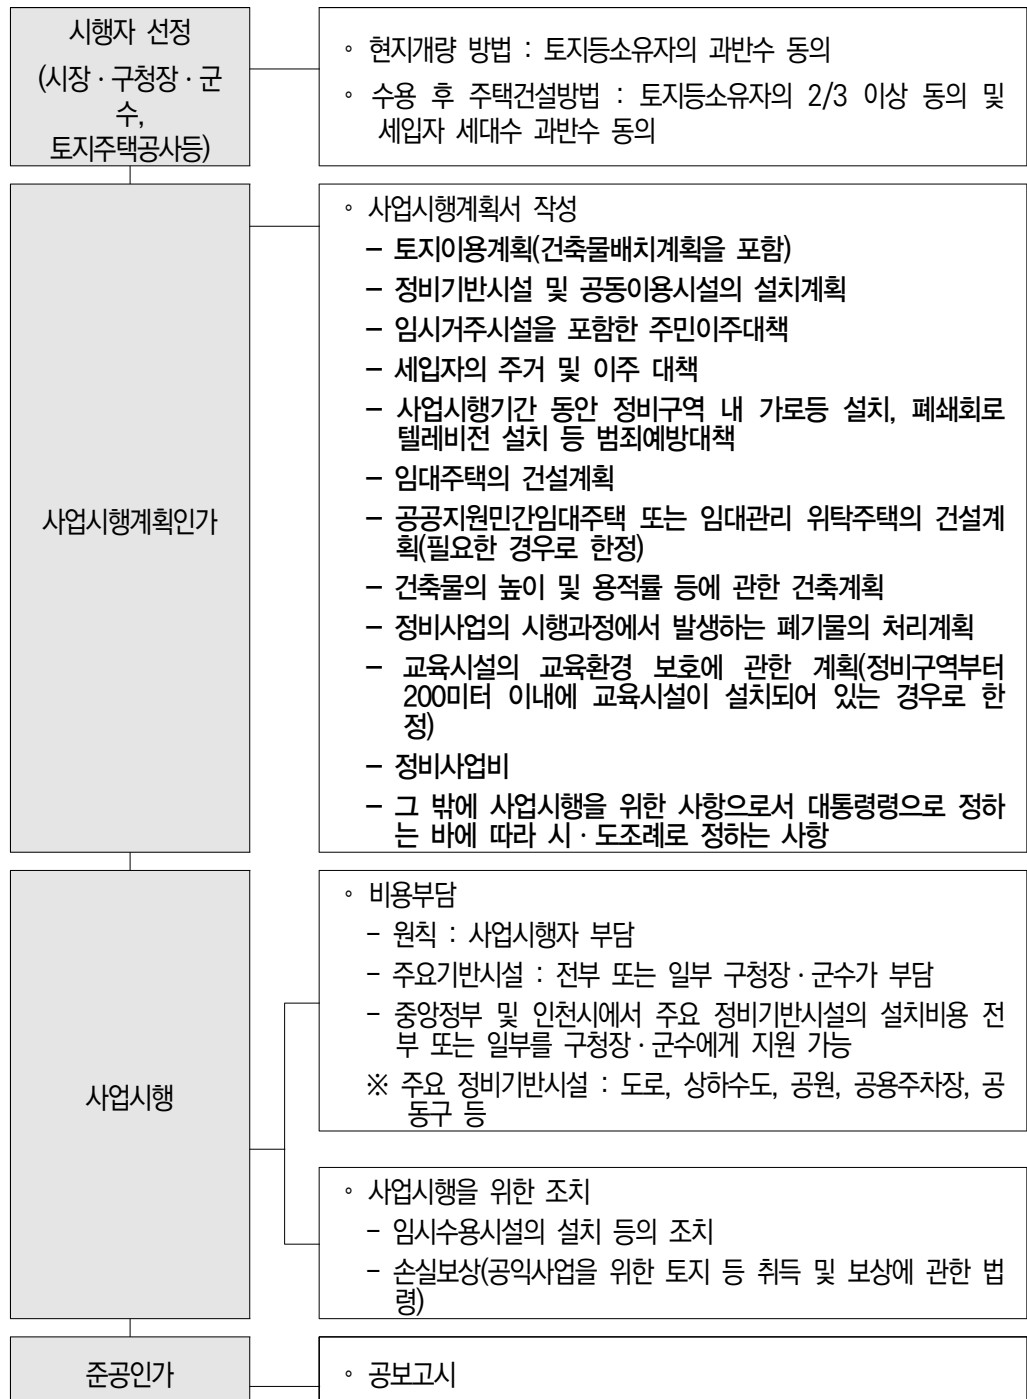 시행자 선정
(시장·구청장·군
수,
토지주택공사등)
◦ 현지개량 방법 : 토지등소유자의 과반수 동의
◦ 수용 후 주택건설방법 : 토지등소유자의 2/3 이상 동의 및
세입자 세대수 과반수 동의
사업시행계획인가
◦ 사업시행계획서 작성
- 토지이용계획(건축물배치계획을 포함)
- 정비기반시설 및 공동이용시설의 설치계획
- 임시거주시설을 포함한 주민이주대책
- 세입자의 주거 및 이주 대책
- 사업시행기간 동안 정비구역 내 가로등 설치, 폐쇄회로
텔레비전 설치 등 범죄예방대책
- 임대주택의 건설계획
- 공공지원민간임대주택 또는 임대관리 위탁주택의 건설계
획(필요한 경우로 한정)
- 건축물의 높이 및 용적률 등에 관한 건축계획
- 정비사업의 시행과정에서 발생하는 폐기물의 처리계획
- 교육시설의 교육환경 보호에 관한 계획(정비구역부터
200미터 이내에 교육시설이 설치되어 있는 경우로 한
정)
- 정비사업비
- 그 밖에 사업시행을 위한 사항으로서 대통령령으로 정하
는 바에 따라 시·도조례로 정하는 사항
사업시행
◦ 비용부담
- 원칙 : 사업시행자 부담
- 주요기반시설 : 전부 또는 일부 구청장·군수가 부담
- 중앙정부 및 인천시에서 주요 정비기반시설의 설치비용 전
부 또는 일부를 구청장·군수에게 지원 가능
※ 주요 정비기반시설 : 도로, 상하수도, 공원, 공용주차장, 공
동구 등
◦ 사업시행을 위한 조치
- 임시수용시설의 설치 등의 조치
- 손실보상(공익사업을 위한 토지 등 취득 및 보상에 관한 법
령)
준공인가
◦ 공보고시